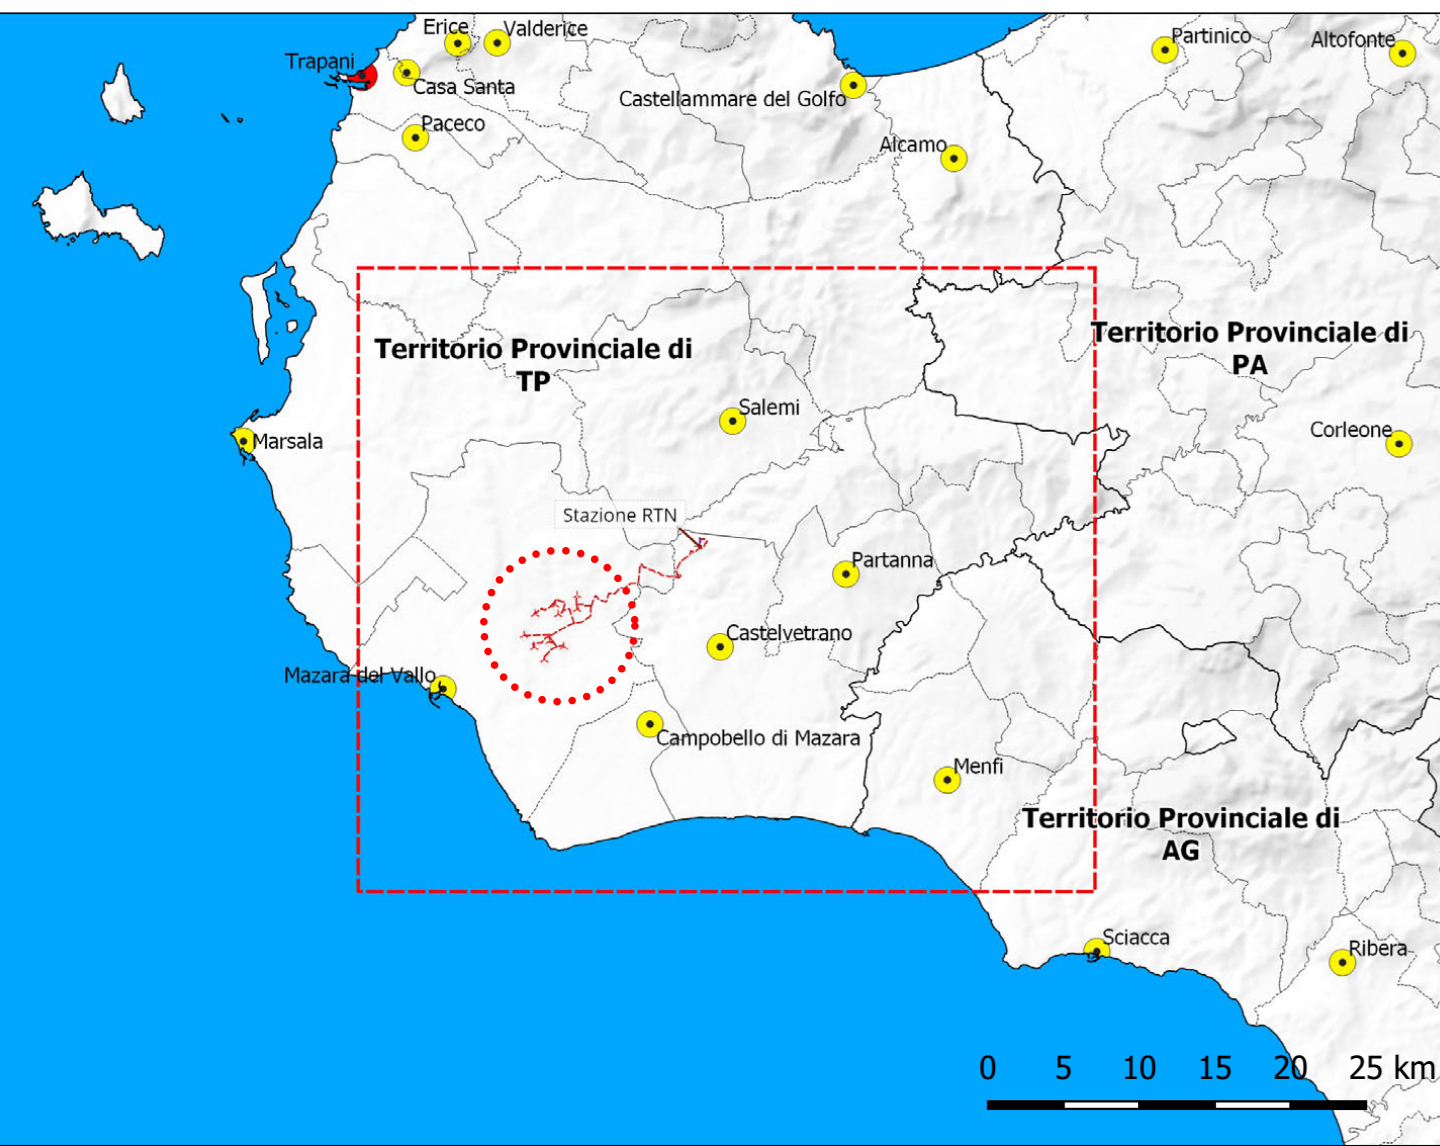 Erice
Valderice
Partinico
Altofonte
Trapani
Casa Santa
Castellammare del Golfo
Paceco
Alcamo
Territorio Provinciale di
PA
Territorio Provinciale di
TP
Salemi
Marsala
Corleone
Stazione RTN
Partanna
Castelvetrano
Mazara del Vallo
Campobello di Mazara
Menfi
Territorio Provinciale di
AG
Sciacca
Ribera
0 5 10 15 20 25 km